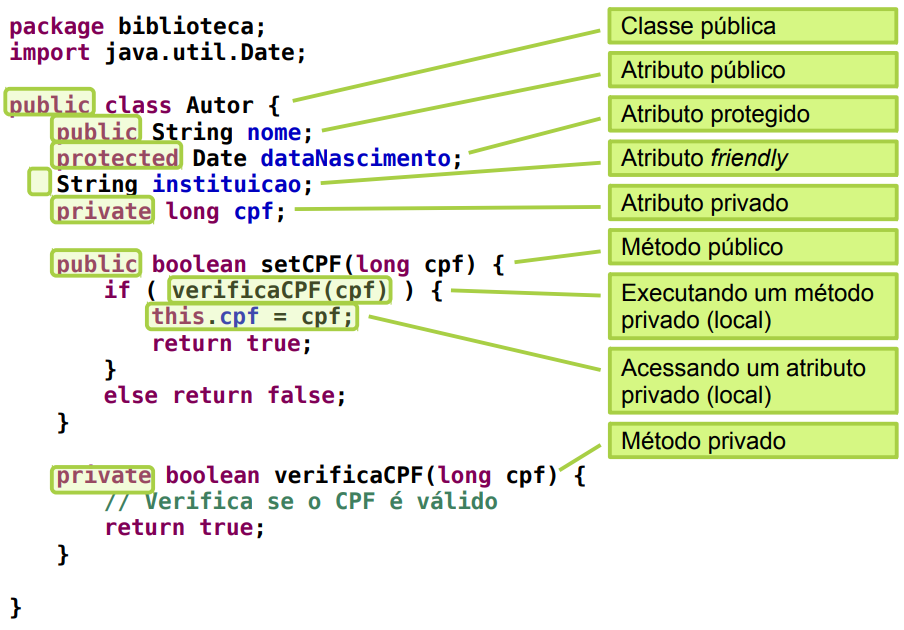 package biblioteca;
import java.util.Date;
public class Autor {
public String nome;
protected Date dataNascimento;
String instituicao;
private long cpf;
public boolean setCPF(long cpf) {
if ( verificaCPF(cpf) ) {
this.cpf = cpf;
return true;
}
else return false;
}
private boolean verificaCPF(long cpf) {
// Verifica se o CPF é válido
return true;
}
}
Classe pública
Atributo público
Atributo protegido
Atributo friendly
Atributo privado
Método público
Executando um método
privado (local)
Acessando um atributo
privado (local)
Método privado